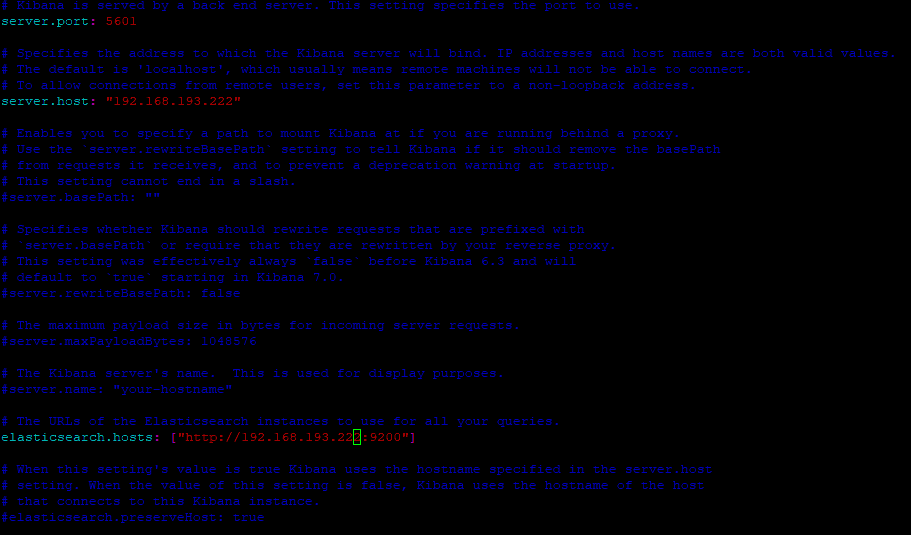 # Kibana is served by a back end server. This setting specifies the port to use.
server.port: 5601
# Specifies the address to which the Kibana server will bind. IP addresses and host names are both valid values.
# The default is 'localhost', which usually means remote machines will not be able to connect.
# To allow connections from remote users, set this parameter to a non-loopback address.
server.host: "192.168.193.222"
# Enables you to specify a path to mount Kibana at if you are running behind a proxy.
# Use the `server.rewriteBasePath` setting to tell Kibana if it should remove the basePath
# from requests it receives, and to prevent a deprecation warning at startup.
# This setting cannot end in a slash.
#server.basePath: ""
# Specifies whether Kibana should rewrite requests that are prefixed with
# `server.basePath` or require that they are rewritten by your reverse proxy.
# This setting was effectively always `false` before Kibana 6.3 and will
# default to `true` starting in Kibana 7.0.
#server.rewriteBasePath: false
# The maximum payload size in bytes for incoming server requests.
#server.maxPayloadBytes: 1048576
# The Kibana server's name.  This is used for display purposes.
#server.name: "your-hostname"
# The URLs of the Elasticsearch instances to use for all your queries.
elasticsearch.hosts: ["http://192.168.193.222:9200"]
# When this setting's value is true Kibana uses the hostname specified in the server.host
# setting. When the value of this setting is false, Kibana uses the hostname of the host
# that connects to this Kibana instance.
#elasticsearch.preserveHost: true